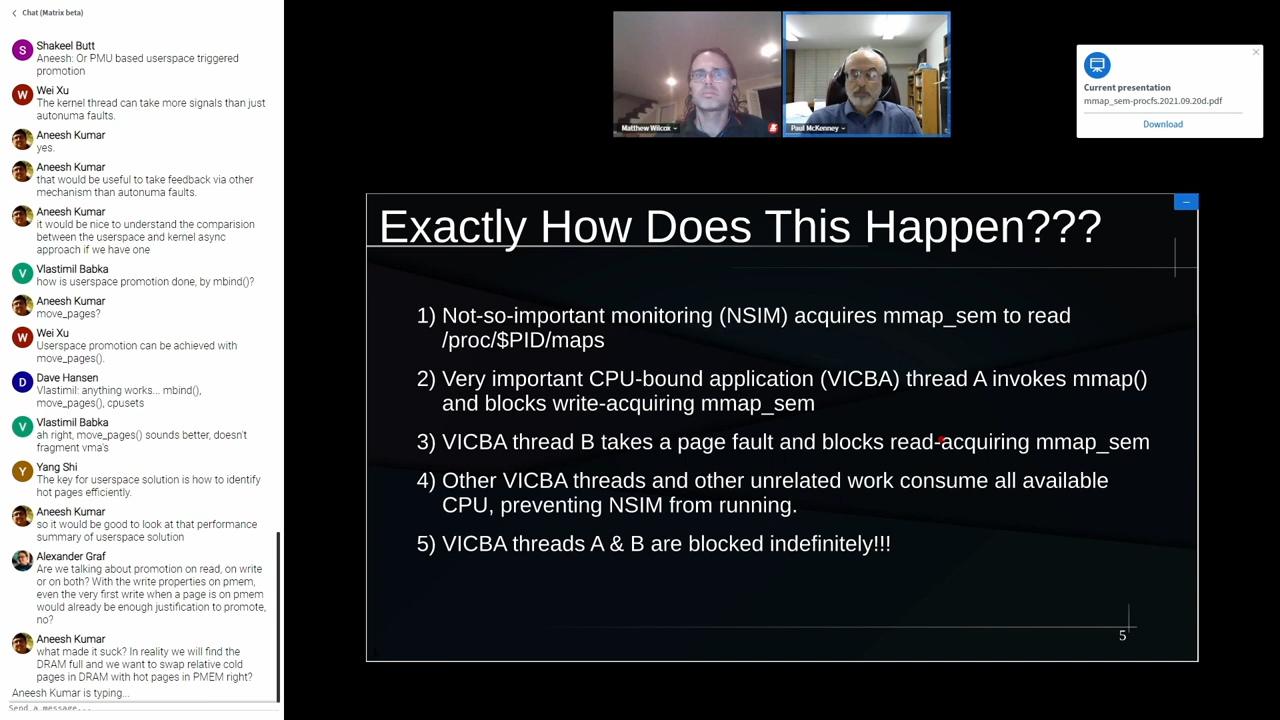 Chat (Matrix beta)
S
Shakeel Butt
Aneesh: Or PMU based userspace triggered
promotion
W
Wei Xu
The kernel thread can take more signals than just
autonuma faults.
Aneesh Kumar
yes.
Aneesh Kumar
that would be useful to take feedback via other
mechanism than autonuma faults.
Aneesh Kumar
it would be nice to understand the comparision
between the userspace and kernel async
approach if we have one
V
Vlastimil Babka
how is userspace promotion done, by mbind()?
Aneesh Kumar
move_pages?
W
Wei Xu
Userspace promotion can be achieved with
move_pages().
D
Dave Hansen
Vlastimil: anything works... mbind(),
move_pages(), cpusets
V
Vlastimil Babka
ah right, move_pages() sounds better, doesn't
fragment vma's
Y
Yang Shi
The key for userspace solution is how to identify
hot pages efficiently.
Aneesh Kumar
so it would be good to look at that performance
summary of userspace solution
Alexander Graf
Are we talking about promotion on read, on write
or on both? With the write properties on pmem,
even the very first write when a page is on pmem
would already be enough justification to promote,
no?
Aneesh Kumar
what made it suck? In reality we will find the
DRAM full and we want to swap relative cold
pages in DRAM with hot pages in PMEM right?
Aneesh Kumar is typing...
Send a message...
Matthew Wilcox
Paul McKenney
Current presentation
mmap_sem-procfs.2021.09.20d.pdf
Download
Exactly How Does This Happen???
1) Not-so-important monitoring (NSIM) acquires mmap_sem to read
/proc/$PID/maps
2) Very important CPU-bound application (VICBA) thread A invokes mmap()
and blocks write-acquiring mmap_sem
3) VICBA thread B takes a page fault and blocks read-acquiring mmap_sem
4) Other VICBA threads and other unrelated work consume all available
CPU, preventing NSIM from running.
5) VICBA threads A & B are blocked indefinitely!!!
5